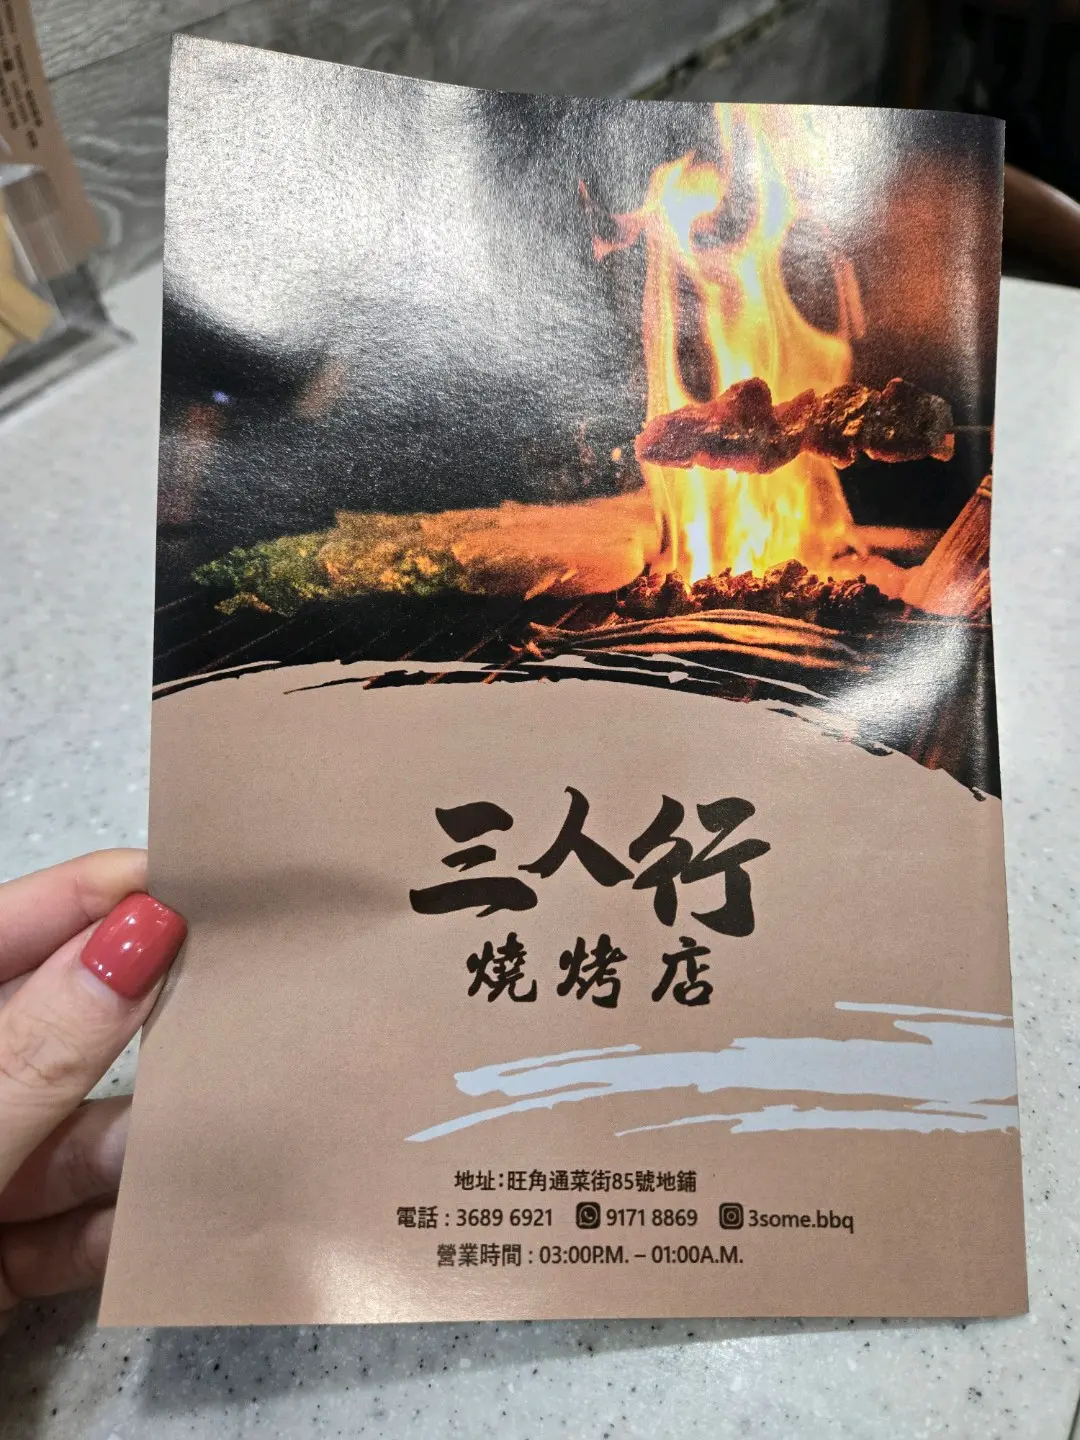 三人行
燒烤店
地址：旺角通菜街85號地鋪
電話 : 3689 6921 9171 8869 3some.bbq
營業時間 : 03:00P.M. – 01:00A.M.